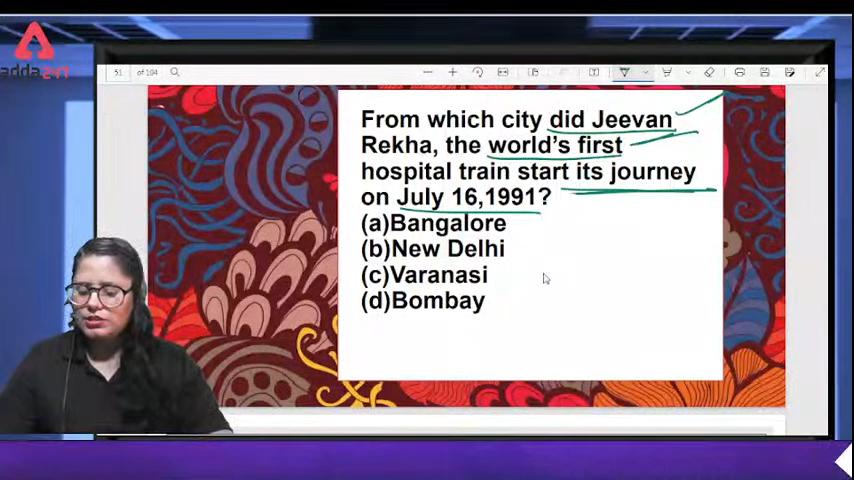 adda247
51 of 194
From which city did Jeevan
Rekha, the world's first
hospital train start its journey
on July 16,1991?
(a)Bangalore
(b)New Delhi
(c)Varanasi
(d)Bombay